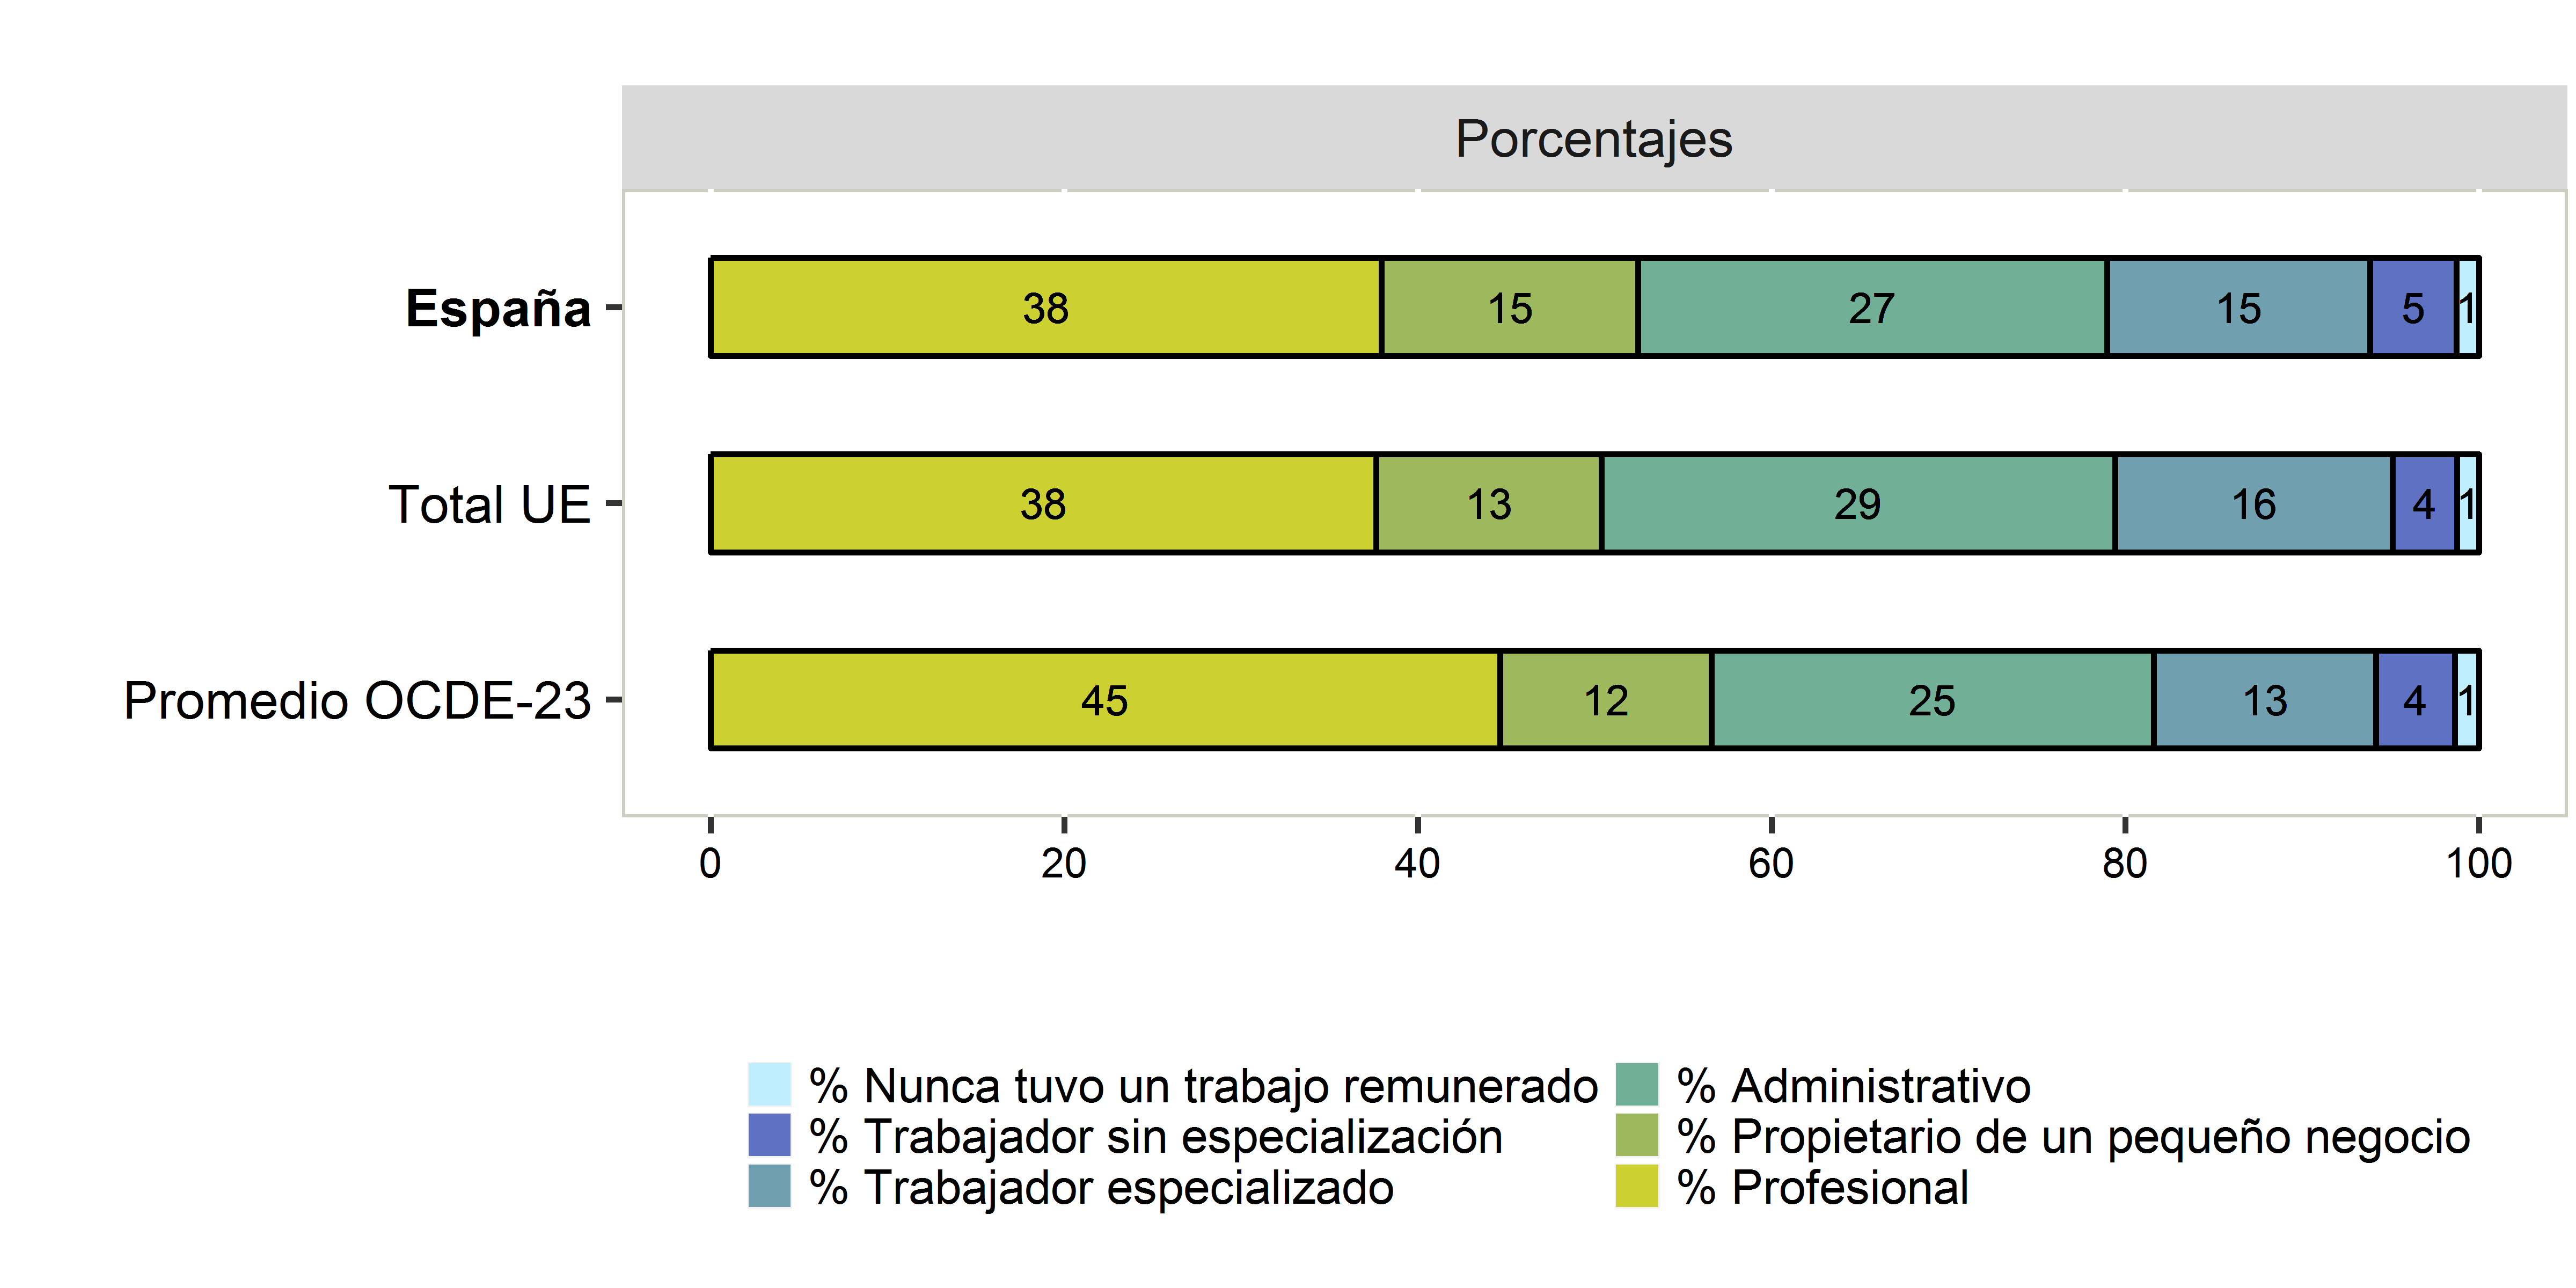 Porcentajes
España
38 15 27 15 5 1
Total UE
38 13 29 16 4 1
Promedio OCDE-23
45 12 25 13 4 1
0 20 40 60 80 100
% Nunca tuvo un trabajo remunerado
% Trabajador sin especialización
% Trabajador especializado
% Administrativo
% Propietario de un pequeño negocio
% Profesional